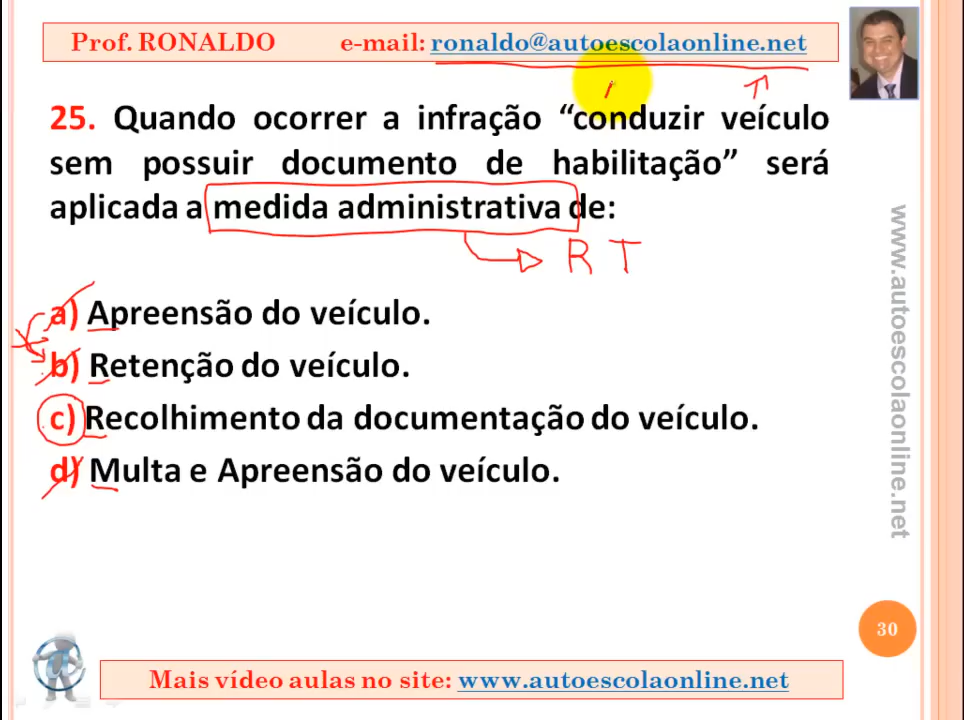 Prof. RONALDO e-mail: ronaldo@autoescolaonline.net
25. Quando ocorrer a infração “conduzir veículo
sem possuir documento de habilitação” será
aplicada a medida administrativa de:
R T
a) Apreensão do veículo.
b) Retenção do veículo.
c) Recolhimento da documentação do veículo.
d) Multa e Apreensão do veículo.
www.autoescolaonline.net
30
Mais vídeo aulas no site: www.autoescolaonline.net